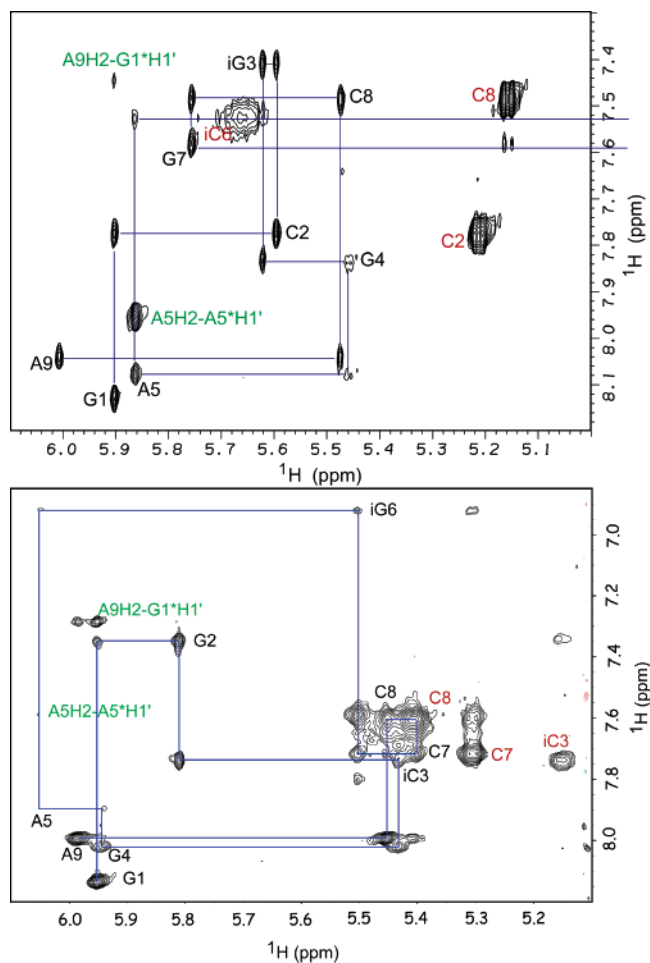 A9H2-G1*H1'
iG3
C8
C8
iC6
G7
C2
C2
G4
A5H2-A5*H1'
A9
A5
G1
7.4
7.5
7.6
7.7
7.8
7.9
8.0
8.1
¹H (ppm)
6.0 5.9 5.8 5.7 5.6 5.5 5.4 5.3 5.2 5.1
¹H (ppm)
iG6
A9H2-G1*H1'
G2
A5H2-A5*H1'
C8
C8
C7
C7
iC3
iC3
A5
A9
G4
G1
7.0
7.2
7.4
7.6
7.8
8.0
¹H (ppm)
6.0 5.9 5.8 5.7 5.6 5.5 5.4 5.3 5.2
¹H (ppm)